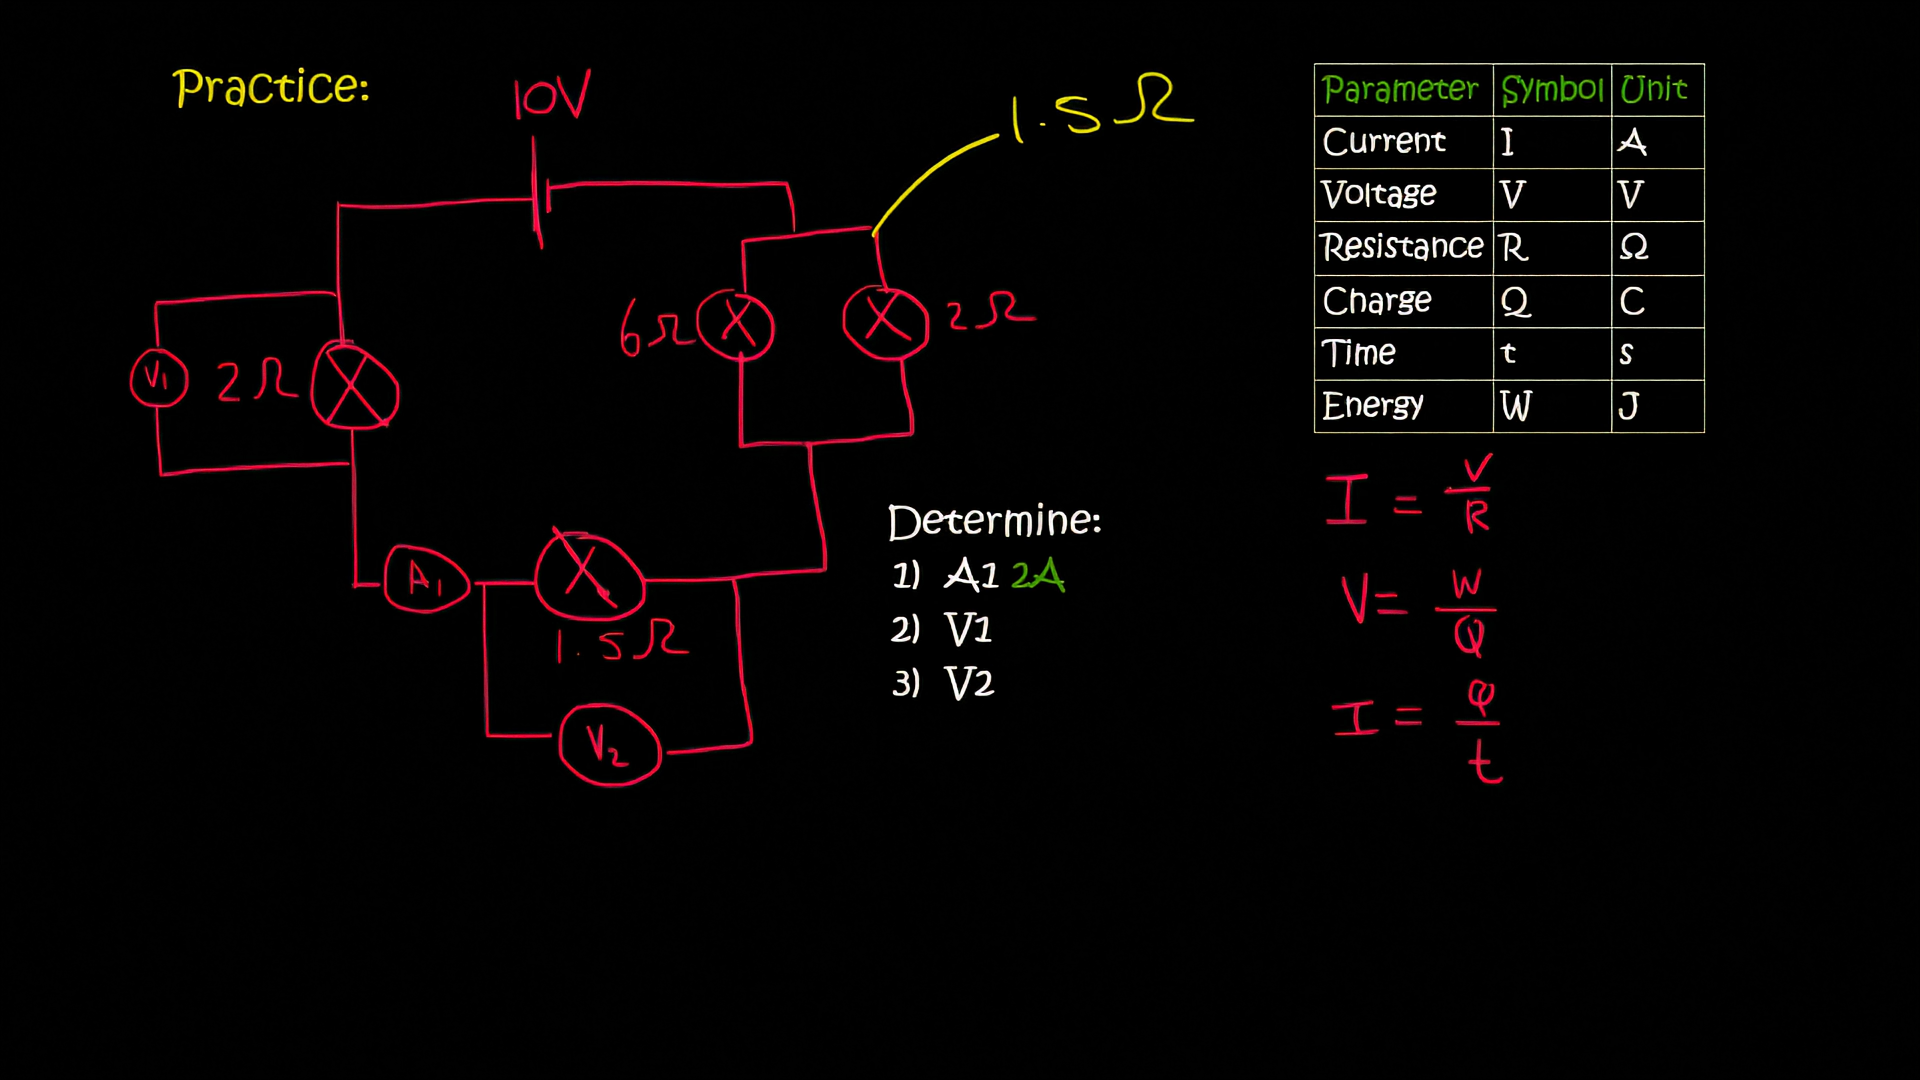 Practice:
10V
1.5Ω
6Ω
2Ω
V1
2Ω
A1
1.5Ω
V2
Determine:
1) A1 2A
2) V1
3) V2
Parameter Symbol Unit
Current I A
Voltage V V
Resistance R Ω
Charge Q C
Time t s
Energy W J
I = V/R
V = W/Q
I = Q/t